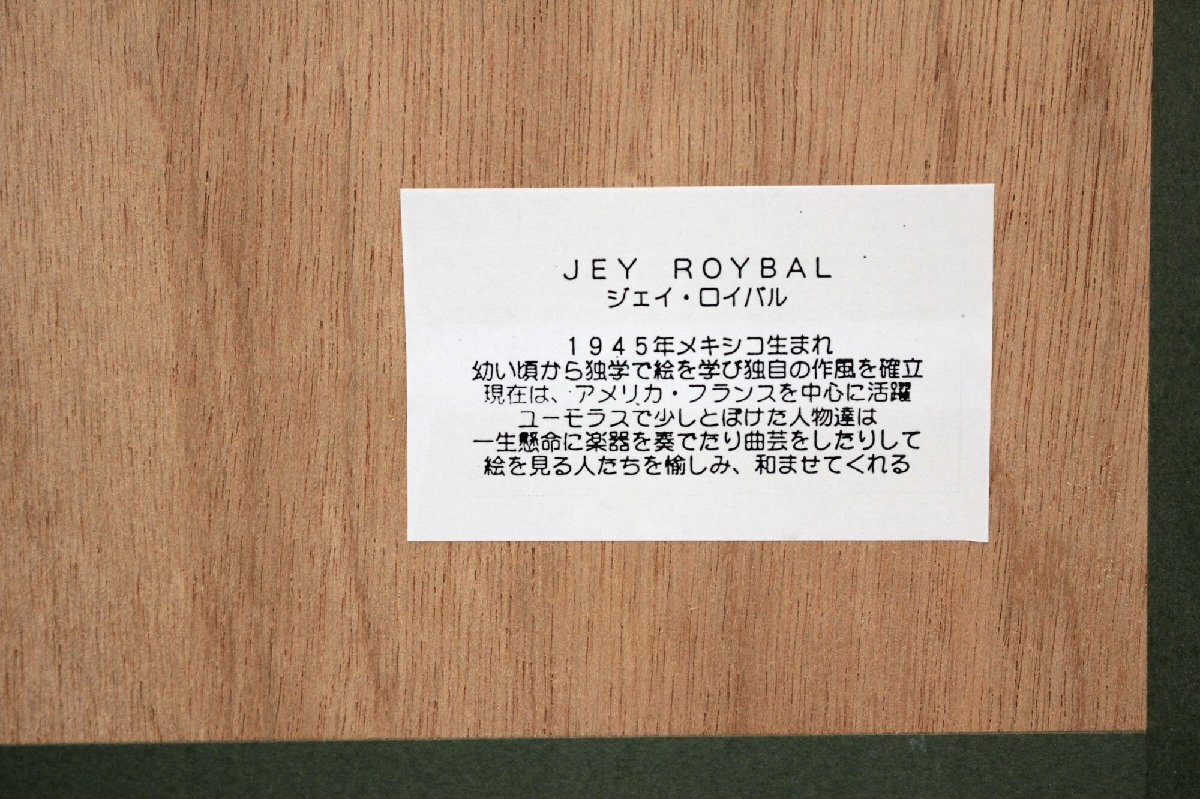 ＪＥＹ　ＲＯＹＢＡＬ
ジェイ・ロイバル
１９４５年メキシコ生まれ
幼い頃から独学で絵を学び独自の作風を確立
現在は、アメリカ・フランスを中心に活躍
ユーモラスで少しとぼけた人物達は
一生懸命に楽器を奏でたり曲芸をしたりして
絵を見る人たちを愉しみ、和ませてくれる